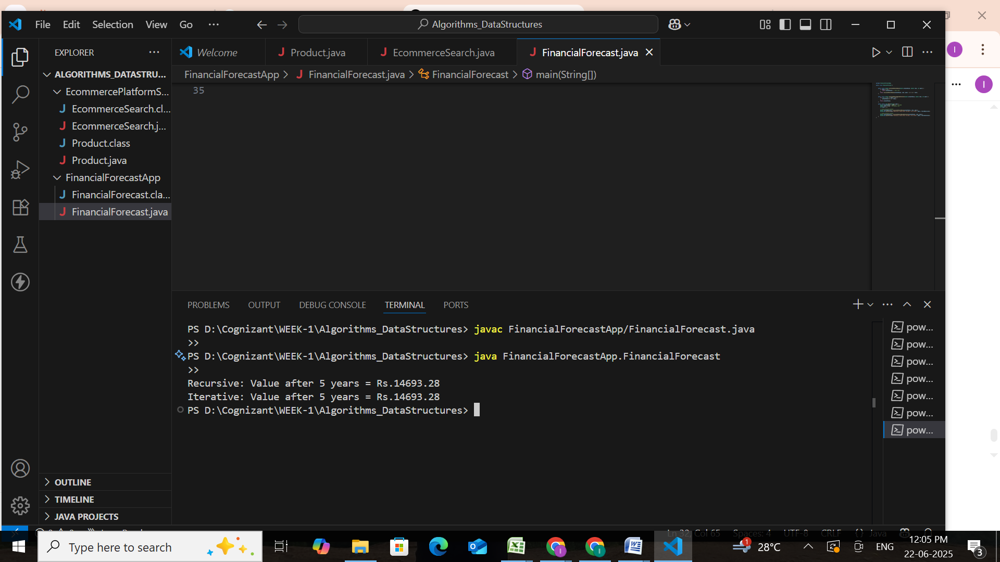 File Edit Selection View Go ···
Algorithms_DataStructures
EXPLORER
Welcome
Product.java
EcommerceSearch.java
FinancialForecast.java
FinancialForecastApp > FinancialForecast.java > FinancialForecast > main(String[])
ALGORITHMS_DATASTRU...
EcommercePlatformS...
EcommerceSearch.cl...
EcommerceSearch.j...
Product.class
Product.java
FinancialForecastApp
FinancialForecast.cla...
FinancialForecast.java
OUTLINE
TIMELINE
JAVA PROJECTS
35
PROBLEMS OUTPUT DEBUG CONSOLE TERMINAL PORTS
PS D:\Cognizant\WEEK-1\Algorithms_DataStructures> javac FinancialForecastApp/FinancialForecast.java
>>
PS D:\Cognizant\WEEK-1\Algorithms_DataStructures> java FinancialForecastApp.FinancialForecast
>>
Recursive: Value after 5 years = Rs.14693.28
Iterative: Value after 5 years = Rs.14693.28
PS D:\Cognizant\WEEK-1\Algorithms_DataStructures>
pow...
pow...
pow...
pow...
pow...
pow...
pow...
I
I
Ln 32, Col 65 Spaces: 4 UTF-8 CRLF {} Java
Type here to search
1
28°C
ENG
12:05 PM
22-06-2025
3